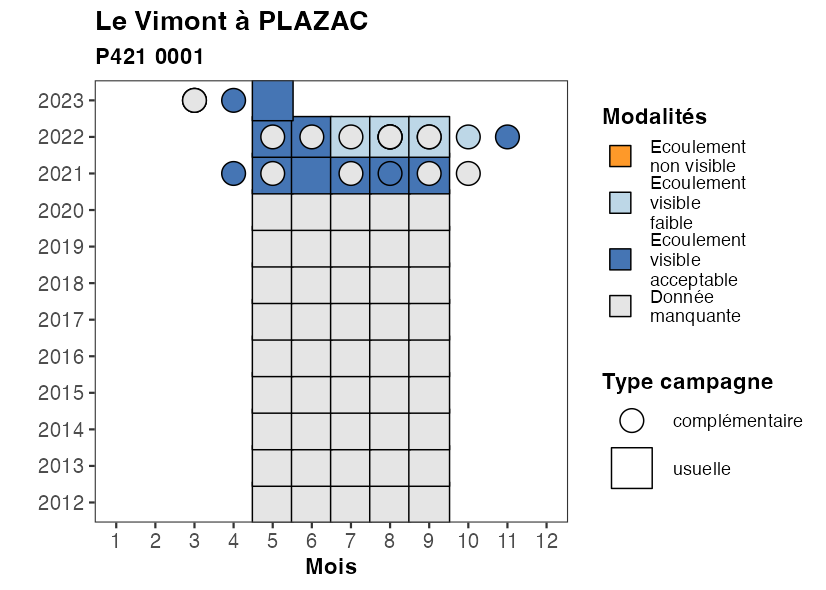 Le Vimont à PLAZAC
P421 0001
2023
2022
2021
2020
2019
2018
2017
2016
2015
2014
2013
2012
1 2 3 4 5 6 7 8 9 10 11 12
Mois
Modalités
Ecoulement
non visible
Ecoulement
visible
faible
Ecoulement
visible
acceptable
Donnée
manquante
Type campagne
complémentaire
usuelle